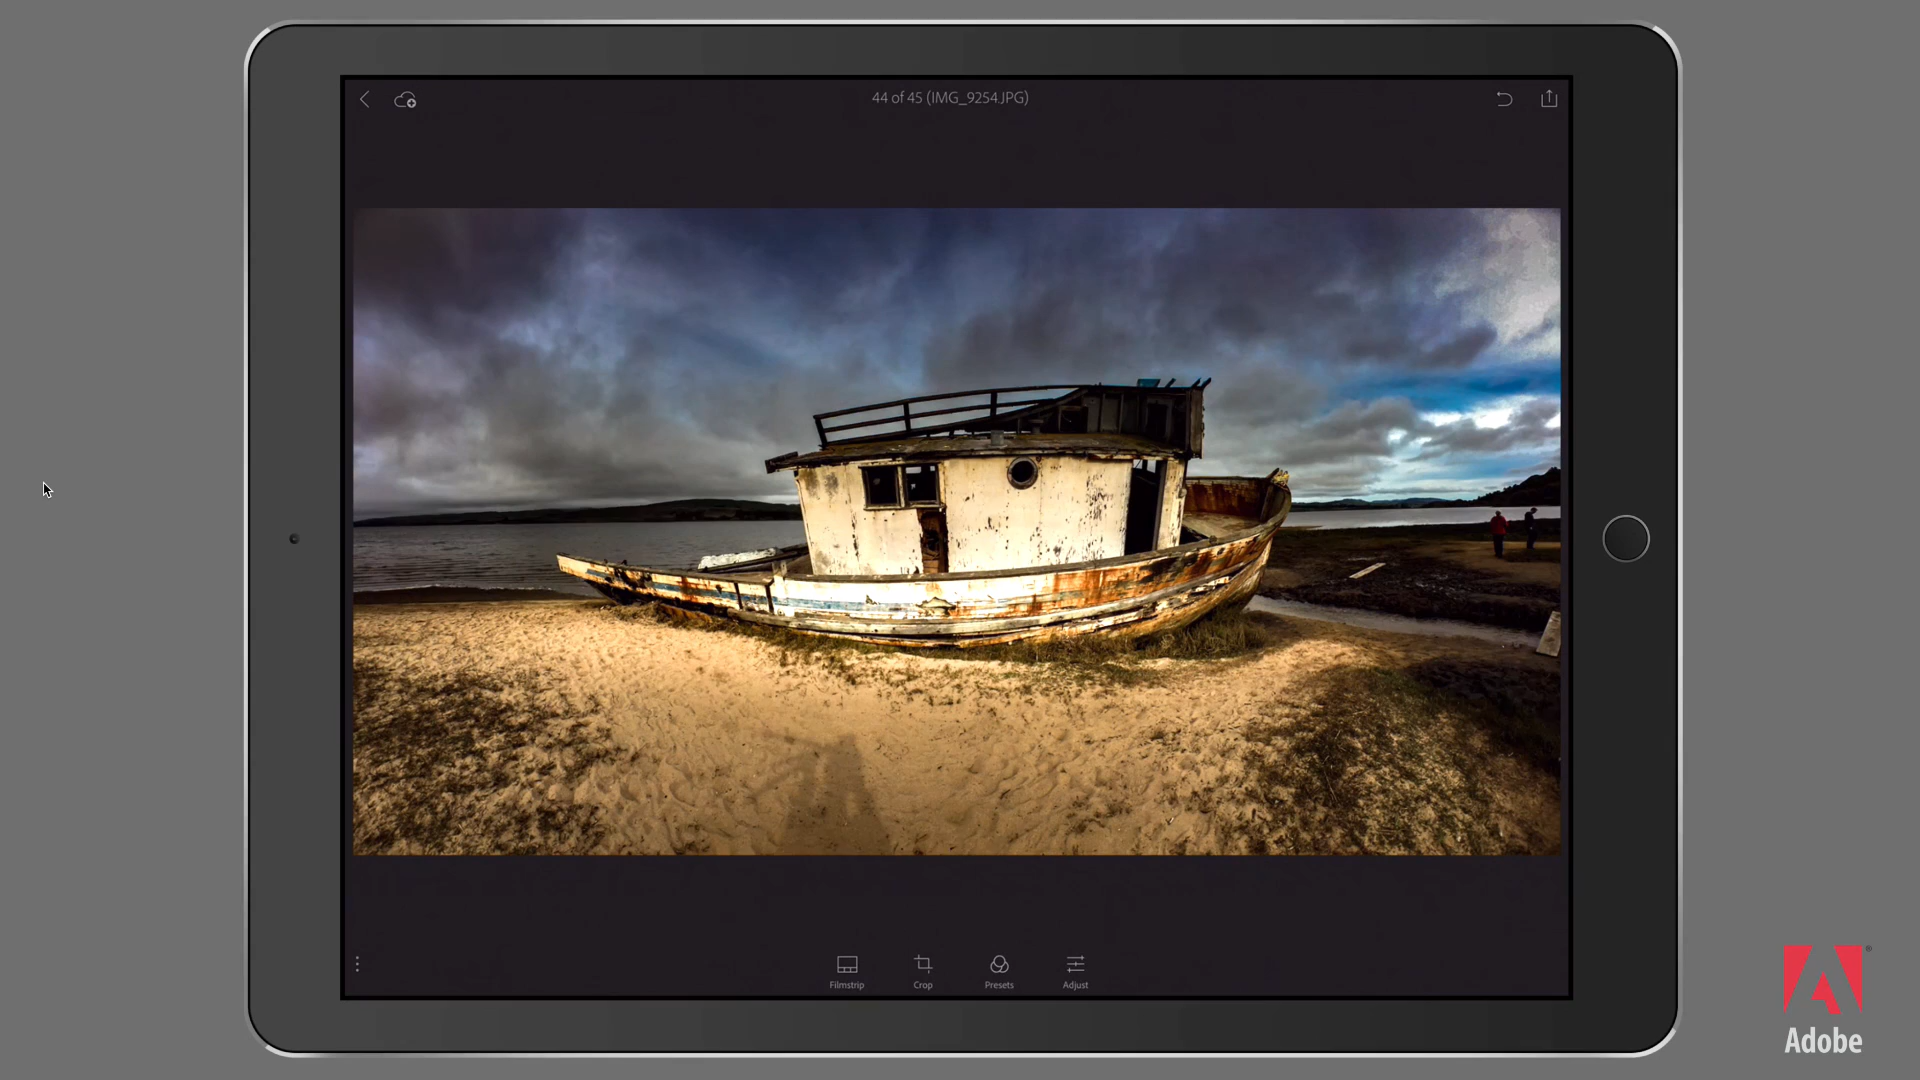 44 of 45 (IMG_9254.JPG)
Filmstrip
Crop
Presets
Adjust
Adobe